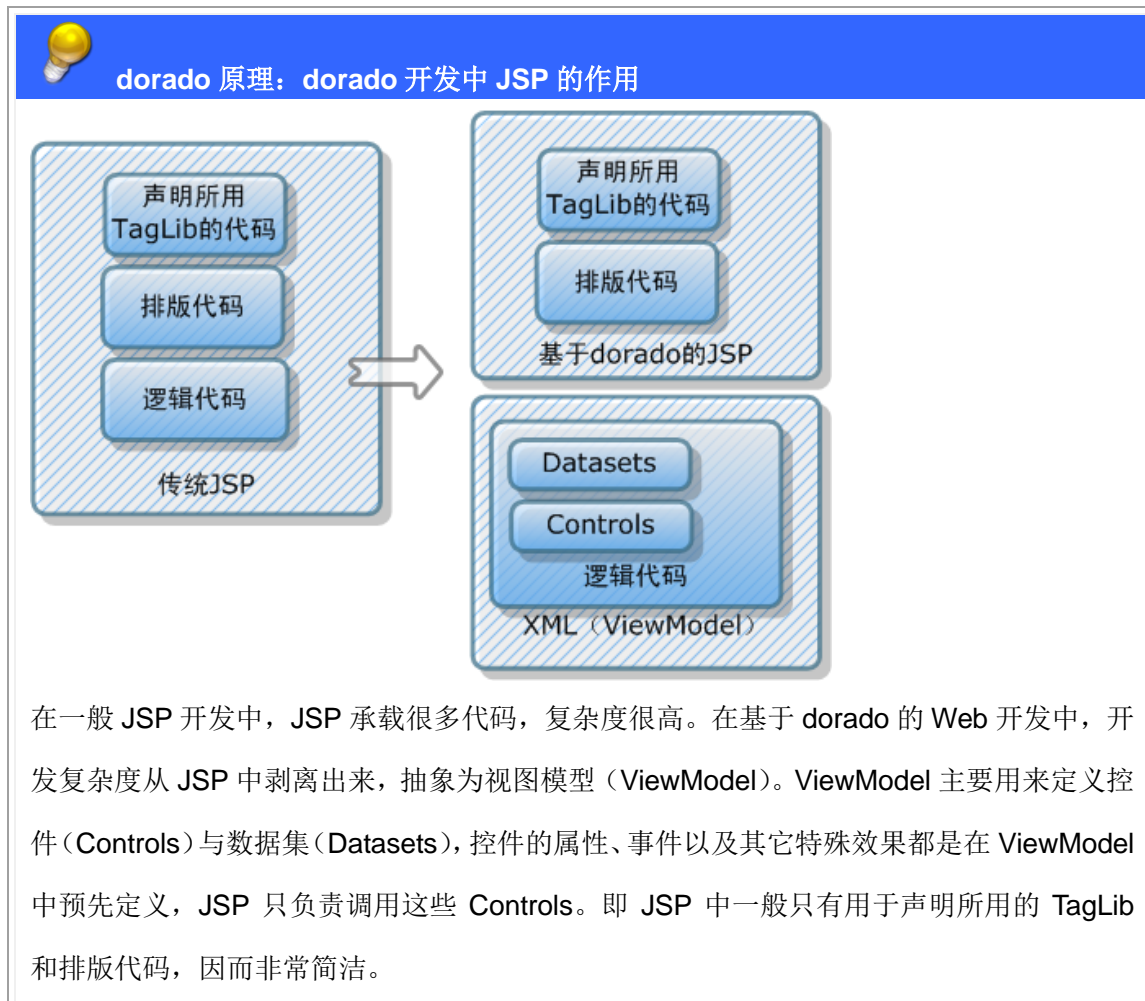 dorado 原理：dorado 开发中 JSP 的作用
声明所用
TagLib的代码
排版代码
逻辑代码
传统JSP
声明所用
TagLib的代码
排版代码
基于dorado的JSP
Datasets
Controls
逻辑代码
XML（ViewModel）
在一般 JSP 开发中，JSP 承载很多代码，复杂度很高。在基于 dorado 的 Web 开发中，开
发复杂度从 JSP 中剥离出来，抽象为视图模型（ViewModel）。ViewModel 主要用来定义控
件（Controls）与数据集（Datasets），控件的属性、事件以及其它特殊效果都是在 ViewModel
中预先定义，JSP 只负责调用这些 Controls。即 JSP 中一般只有用于声明所用的 TagLib
和排版代码，因而非常简洁。